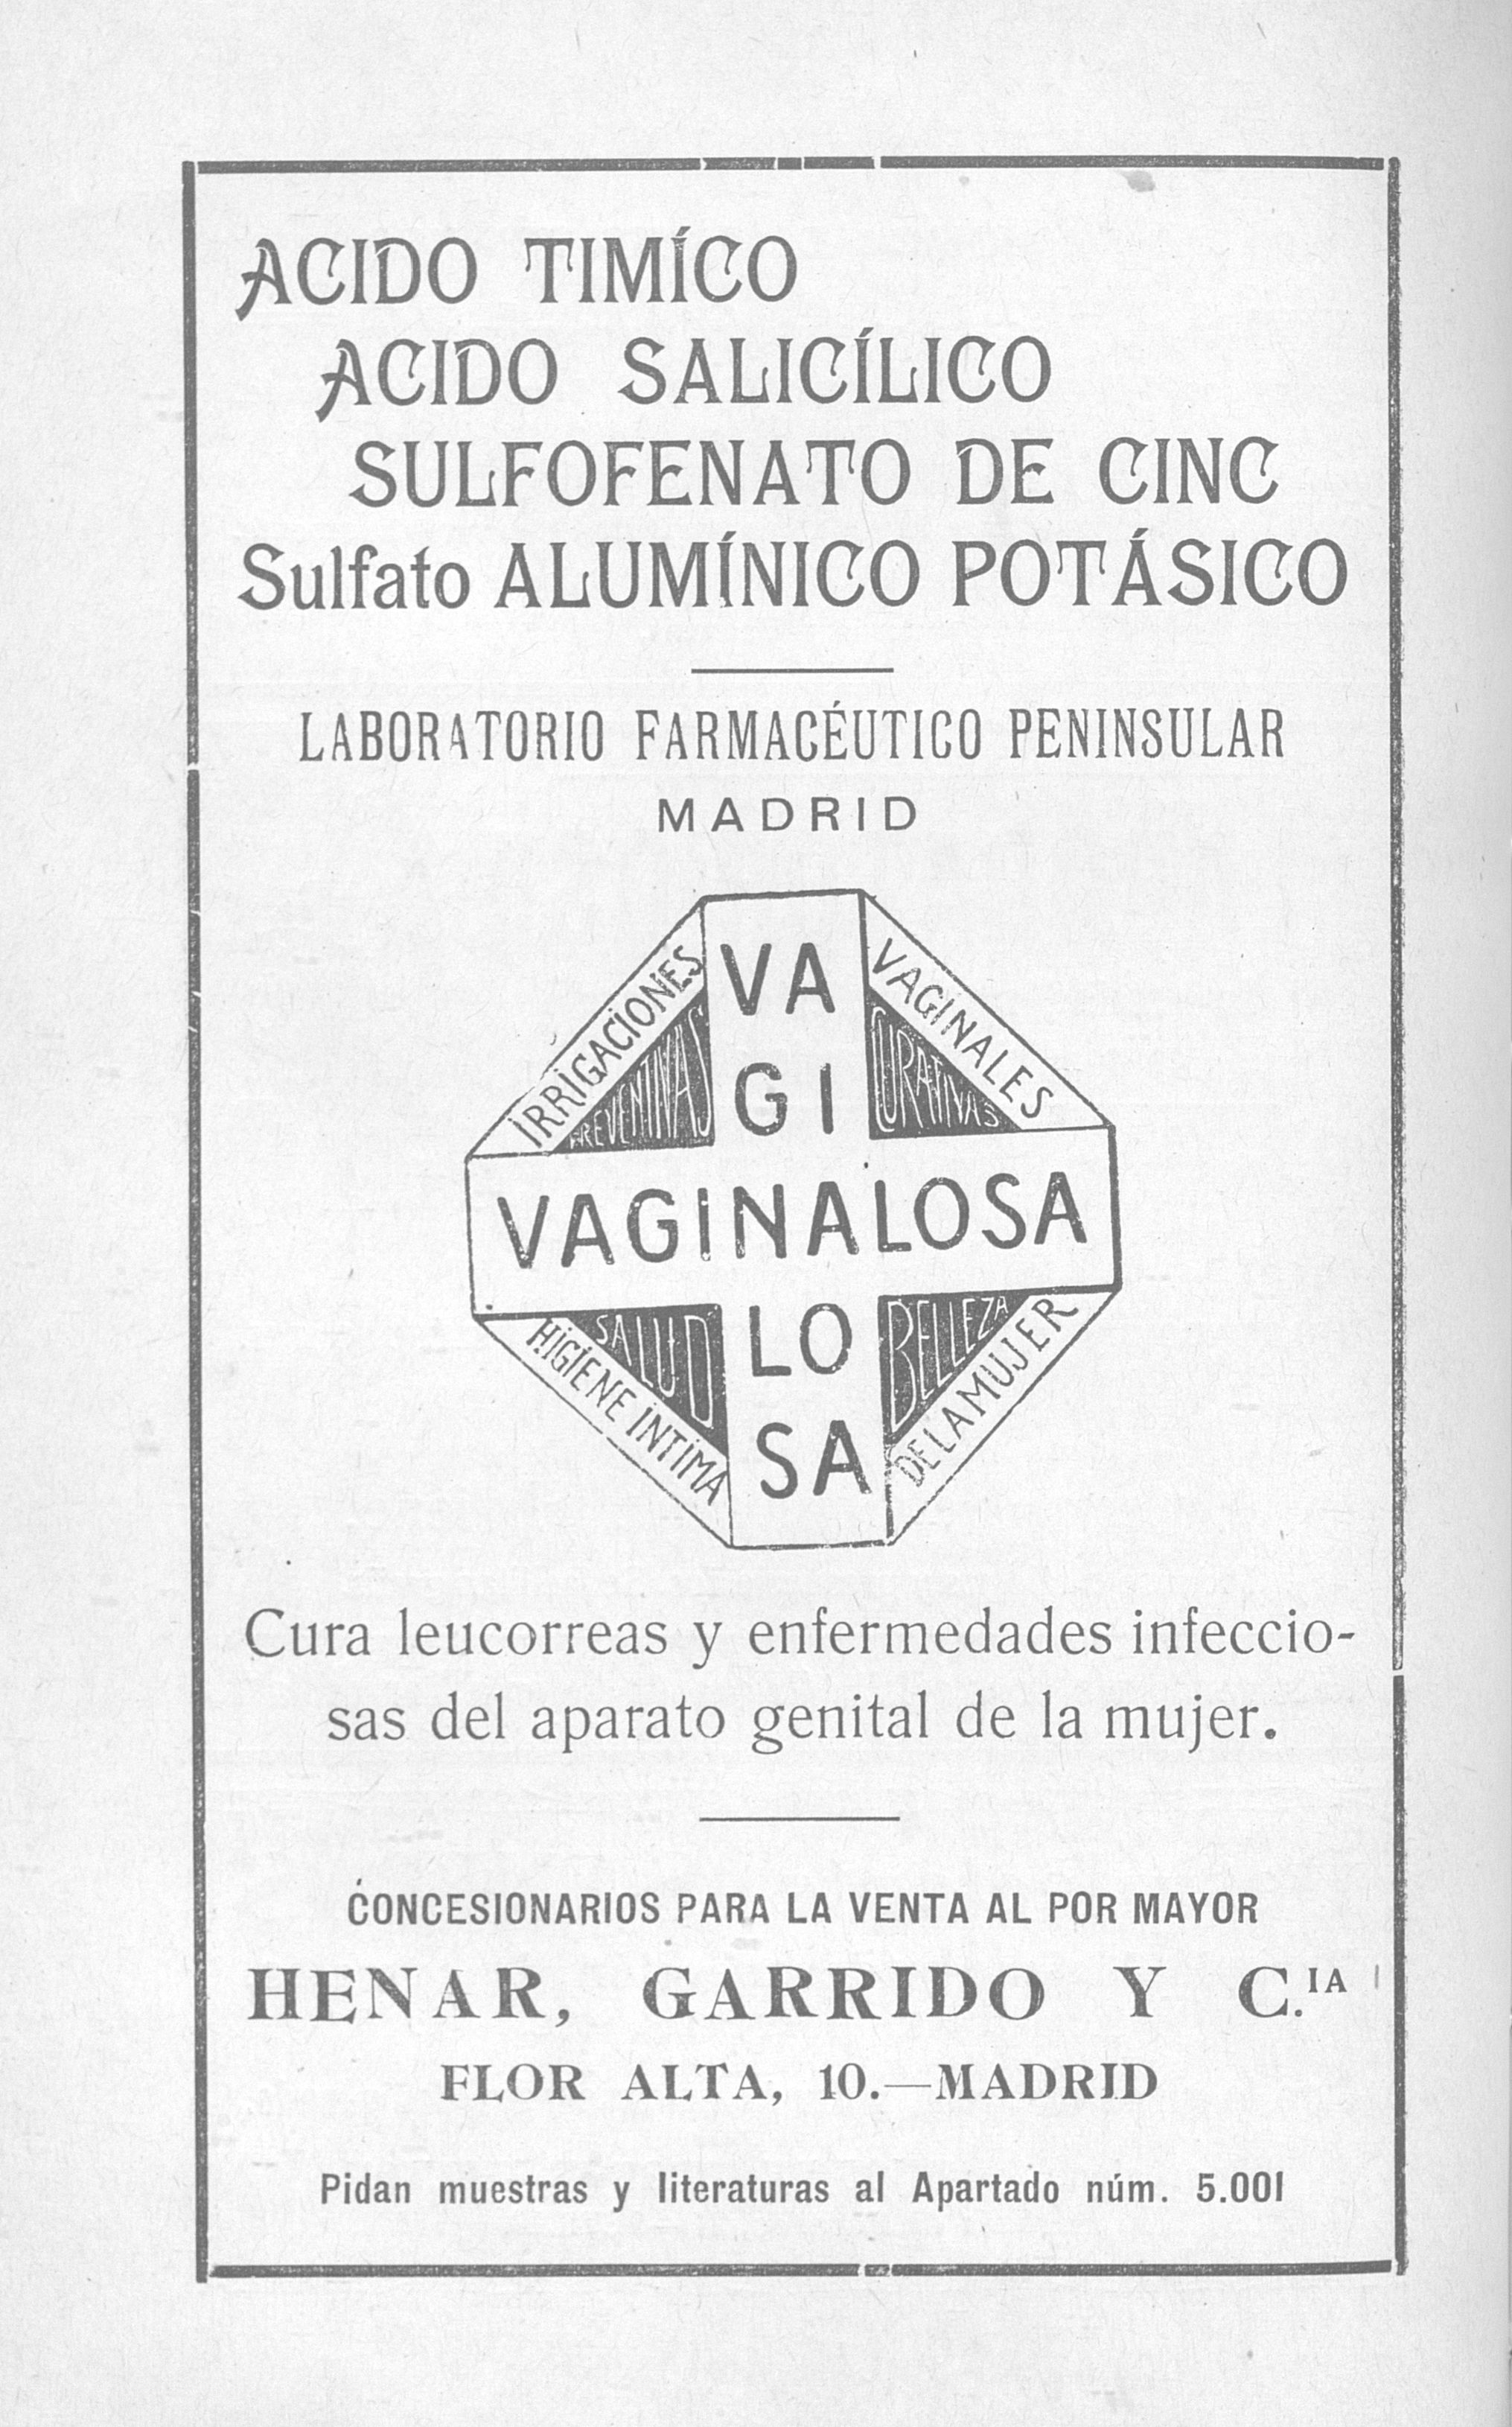 ACIDO TIMÍCO
ACIDO SALICÍLICO
SULFOFENATO DE CINC
Sulfato ALUMÍNICO POTÁSICO
LABORATORIO FARMACÉUTICO PENINSULAR
MADRID
IRRIGACIONES
PREVENTIVAS
VA
GI
VAGINALES
CURATIVAS
VAGINALOSA
SALUD
HIGIENE INTIMA
LO
SA
BELLEZA
DE LA MUJER
Cura leucorreas y enfermedades infeccio-
sas del aparato genital de la mujer.
CONCESIONARIOS PARA LA VENTA AL POR MAYOR
HENAR, GARRIDO Y C.IA
FLOR ALTA, 10.—MADRID
Pidan muestras y literaturas al Apartado núm. 5.001